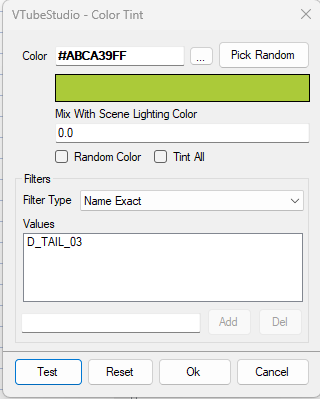 VTubeStudio - Color Tint
Color #ABCA39FF ... Pick Random
Mix With Scene Lighting Color
0.0
Random Color Tint All
Filters
Filter Type Name Exact
Values
D_TAIL_03
Add Del
Test Reset Ok Cancel